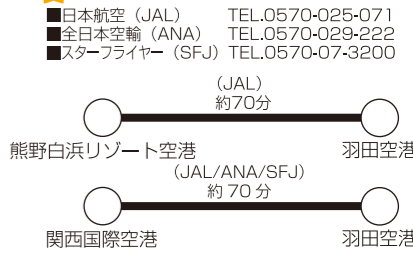 ■日本航空（JAL） TEL.0570-025-071
■全日本空輸（ANA） TEL.0570-029-222
■スターフライヤー（SFJ）TEL.0570-07-3200
（JAL）
約70分
熊野白浜リゾート空港 羽田空港
（JAL/ANA/SFJ）
約 70 分
関西国際空港 羽田空港